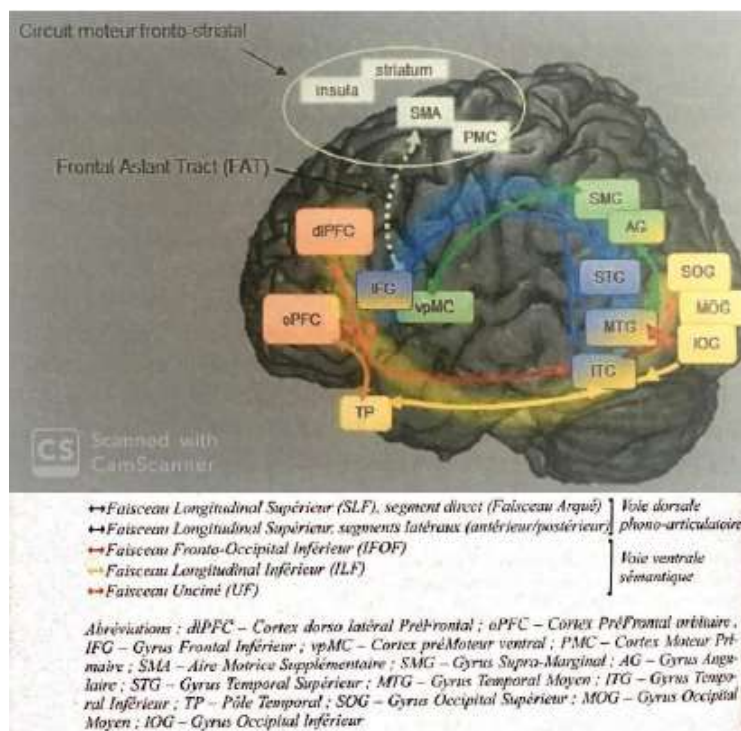 Circuit moteur fronto-striatal
striatum
insula
SMA
PMC
Frontal Aslant Tract (FAT)
SMG
AG
dlPFC
SOG
IFG
STG
vpMC
MOG
oPFC
MTG
IOG
ITG
TP
CS Scanned with
CamScanner
↔Faisceau Longitudinal Supérieur (SLF), segment direct (Faisceau Arqué)
↔Faisceau Longitudinal Supérieur, segments latéraux (antérieur/postérieur)
Voie dorsale
phono-articulatoire
↔Faisceau Fronto-Occipital Inférieur (IFOF)
↔Faisceau Longitudinal Inférieur (ILF)
↔Faisceau Unciné (UF)
Voie ventrale
sémantique
Abréviations : dlPFC – Cortex dorso latéral PréFrontal ; oPFC – Cortex PréFrontal orbitaire ;
IFG – Gyrus Frontal Inférieur ; vpMC – Cortex préMoteur ventral ; PMC – Cortex Moteur Pri-
maire ; SMA – Aire Motrice Supplémentaire ; SMG – Gyrus Supra-Marginal ; AG – Gyrus Angu-
laire ; STG – Gyrus Temporal Supérieur ; MTG – Gyrus Temporal Moyen ; ITG – Gyrus Tempo-
ral Inférieur ; TP – Pôle Temporal ; SOG – Gyrus Occipital Supérieur ; MOG – Gyrus Occipital
Moyen ; IOG – Gyrus Occipital Inférieur